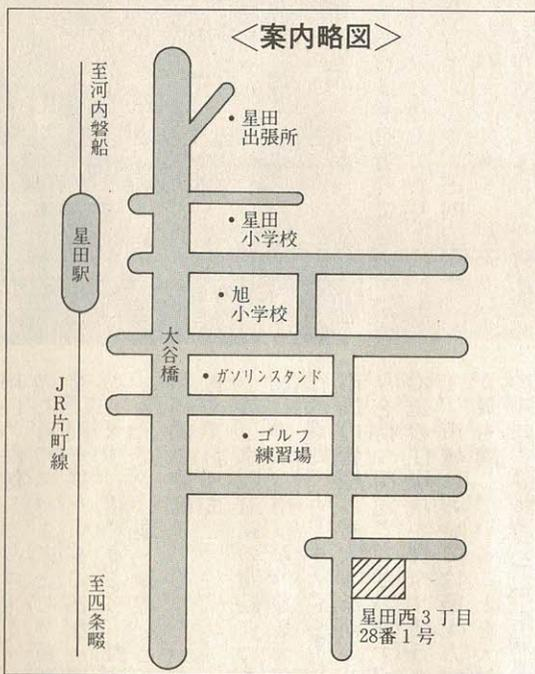 ＜案内略図＞
至河内磐船
星田駅
JR片町線
至四条畷
大谷橋
・星田
出張所
・星田
小学校
・旭
小学校
・ガソリンスタンド
・ゴルフ
練習場
星田西3丁目
28番1号